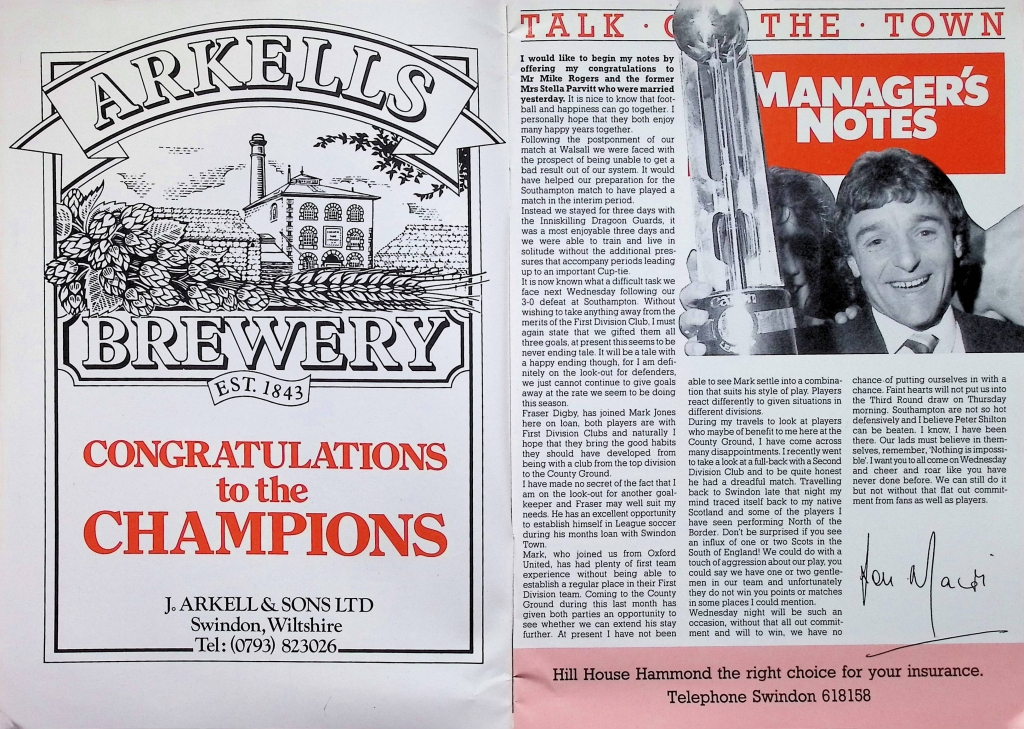 ARKELLS
BREWERY
EST. 1843
CONGRATULATIONS
to the
CHAMPIONS
J. ARKELL & SONS LTD
Swindon, Wiltshire
Tel: (0793) 823026
TALK · O THE · TOWN
MANAGER'S
NOTES
I would like to begin my notes by
offering my congratulations to
Mr Mike Rogers and the former
Mrs Stella Parvitt who were married
yesterday. It is nice to know that foot-
ball and happiness can go together. I
personally hope that they both enjoy
many happy years together.
Following the postponement of our
match at Walsall we were faced with
the prospect of being unable to get a
bad result out of our system. It would
have helped our preparation for the
Southampton match to have played a
match in the interim period.
Instead we stayed for three days with
the Inniskilling Dragoon Guards, it
was a most enjoyable three days and
we were able to train and live in
solitude without the additional pres-
sures that accompany periods leading
up to an important Cup-tie.
It is now known what a difficult task we
face next Wednesday following our
3-0 defeat at Southampton. Without
wishing to take anything away from the
merits of the First Division Club, I must
again state that we gifted them all
three goals, at present this seems to be
never ending tale. It will be a tale with
a happy ending though, for I am defi-
nitely on the look-out for defenders,
we just cannot continue to give goals
away at the rate we seem to be doing
this season.
Fraser Digby, has joined Mark Jones
here on loan, both players are with
First Division Clubs and naturally I
hope that they bring the good habits
they should have developed from
being with a club from the top division
to the County Ground.
I have made no secret of the fact that I
am on the look-out for another goal-
keeper and Fraser may well suit my
needs. He has an excellent opportunity
to establish himself in League soccer
during his months loan with Swindon
Town.
Mark, who joined us from Oxford
United, has had plenty of first team
experience without being able to
establish a regular place in their First
Division team. Coming to the County
Ground during this last month has
given both parties an opportunity to
see whether we can extend his stay
further. At present I have not been
able to see Mark settle into a combina-
tion that suits his style of play. Players
react differently to given situations in
different divisions.
During my travels to look at players
who maybe of benefit to me here at the
County Ground, I have come across
many disappointments. I recently went
to take a look at a full-back with a Second
Division Club and to be quite honest
he had a dreadful match. Travelling
back to Swindon late that night my
mind traced itself back to my native
Scotland and some of the players I
have seen performing North of the
Border. Don't be surprised if you see
an influx of one or two Scots in the
South of England! We could do with a
touch of aggression about our play, you
could say we have one or two gentle-
men in our team and unfortunately
they do not win you points or matches
in some places I could mention.
Wednesday night will be such an
occasion, without that all out commit-
ment and will to win, we have no
chance of putting ourselves in with a
chance. Faint hearts will not put us into
the Third Round draw on Thursday
morning. Southampton are not so hot
defensively and I believe Peter Shilton
can be beaten. I know, I have been
there. Our lads must believe in them-
selves, remember, 'Nothing is impossi-
ble'. I want you to all come on Wednesday
and cheer and roar like you have
never done before. We can still do it
but not without that flat out commit-
ment from fans as well as players.
Hill House Hammond the right choice for your insurance.
Telephone Swindon 618158